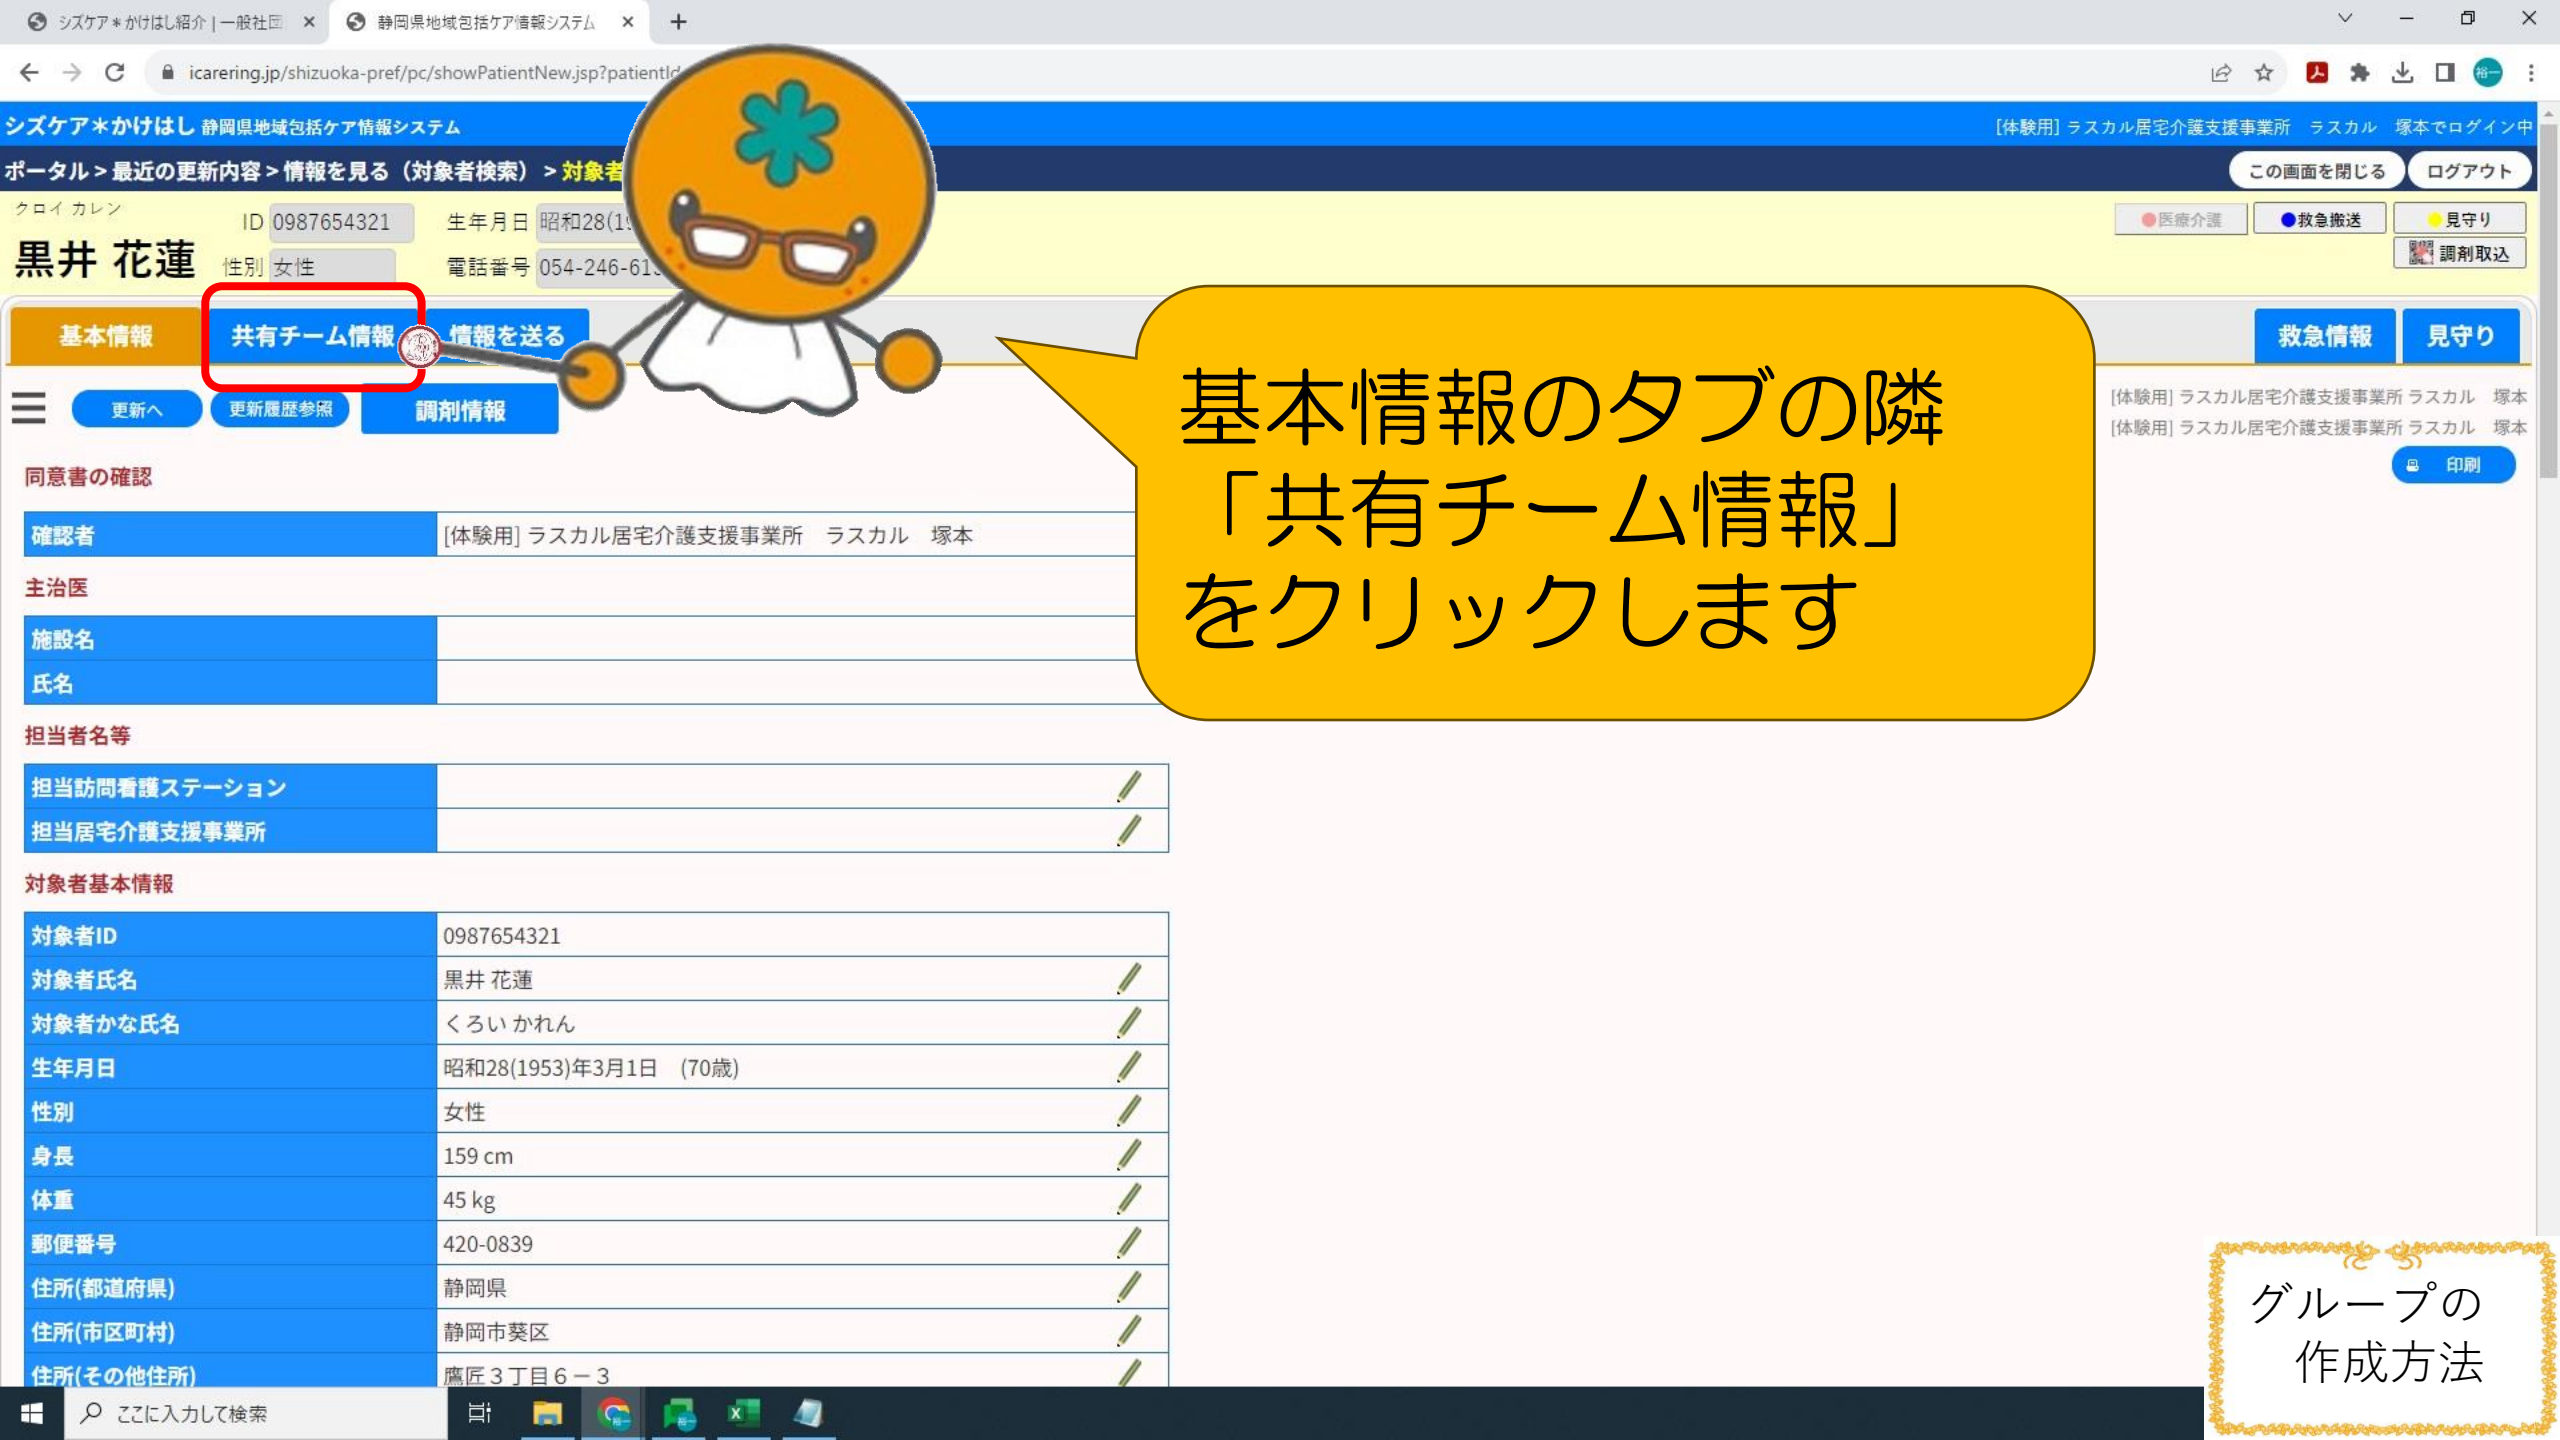 シズケア＊かけはし紹介 | 一般社団
静岡県地域包括ケア情報システム
icarering.jp/shizuoka-pref/pc/showPatientNew.jsp?patientId
裕一
シズケア＊かけはし 静岡県地域包括ケア情報システム
[体験用] ラスカル居宅介護支援事業所　ラスカル　塚本でログイン中
ポータル > 最近の更新内容 > 情報を見る（対象者検索） > 対象者
この画面を閉じる
ログアウト
クロイ カレン
黒井 花蓮
ID 0987654321
生年月日 昭和28(19
●医療介護
●救急搬送
●見守り
性別 女性
電話番号 054-246-61
調剤取込
基本情報
共有チーム情報
情報を送る
救急情報
見守り
更新へ
更新履歴参照
調剤情報
[体験用] ラスカル居宅介護支援事業所 ラスカル　塚本
[体験用] ラスカル居宅介護支援事業所 ラスカル　塚本
印刷
基本情報のタブの隣
「共有チーム情報」
をクリックします
同意書の確認
確認者
[体験用] ラスカル居宅介護支援事業所　ラスカル　塚本
主治医
施設名
氏名
担当者名等
担当訪問看護ステーション
担当居宅介護支援事業所
対象者基本情報
対象者ID
0987654321
対象者氏名
黒井 花蓮
対象者かな氏名
くろい かれん
生年月日
昭和28(1953)年3月1日　(70歳)
性別
女性
身長
159 cm
体重
45 kg
郵便番号
420-0839
住所(都道府県)
静岡県
住所(市区町村)
静岡市葵区
住所(その他住所)
鷹匠３丁目６－３
グループの
作成方法
ここに入力して検索